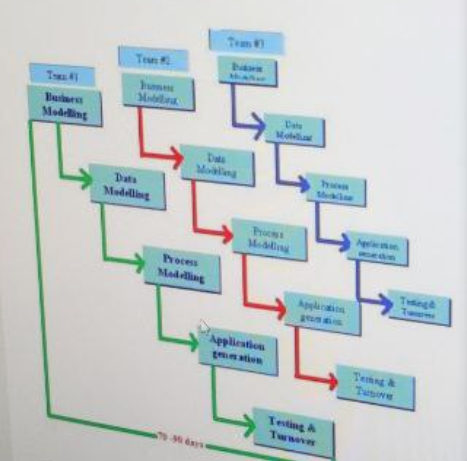 Team #1
Business
Modelling
Data
Modelling
Process
Modelling
Application
generation
Testing &
Turnover
70 -90 days
Team #2
Business
Modelling
Data
Modelling
Process
Modelling
Application
generation
Testing &
Turnover
Team #3
Business
Modelling
Data
Modelling
Process
Modelling
Application
generation
Testing &
Turnover